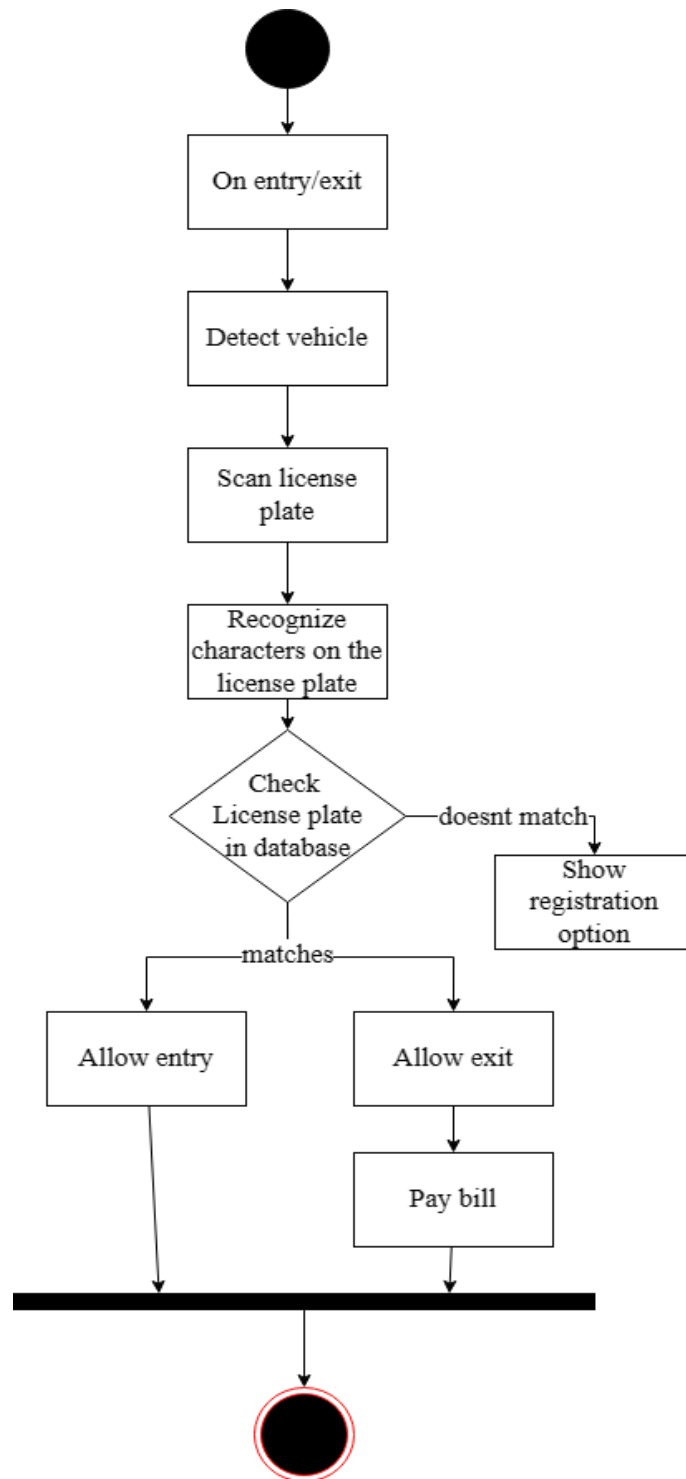 On entry/exit
Detect vehicle
Scan license
plate
Recognize
characters on the
license plate
Check
License plate
in database
doesnt match
Show
registration
option
matches
Allow entry
Allow exit
Pay bill